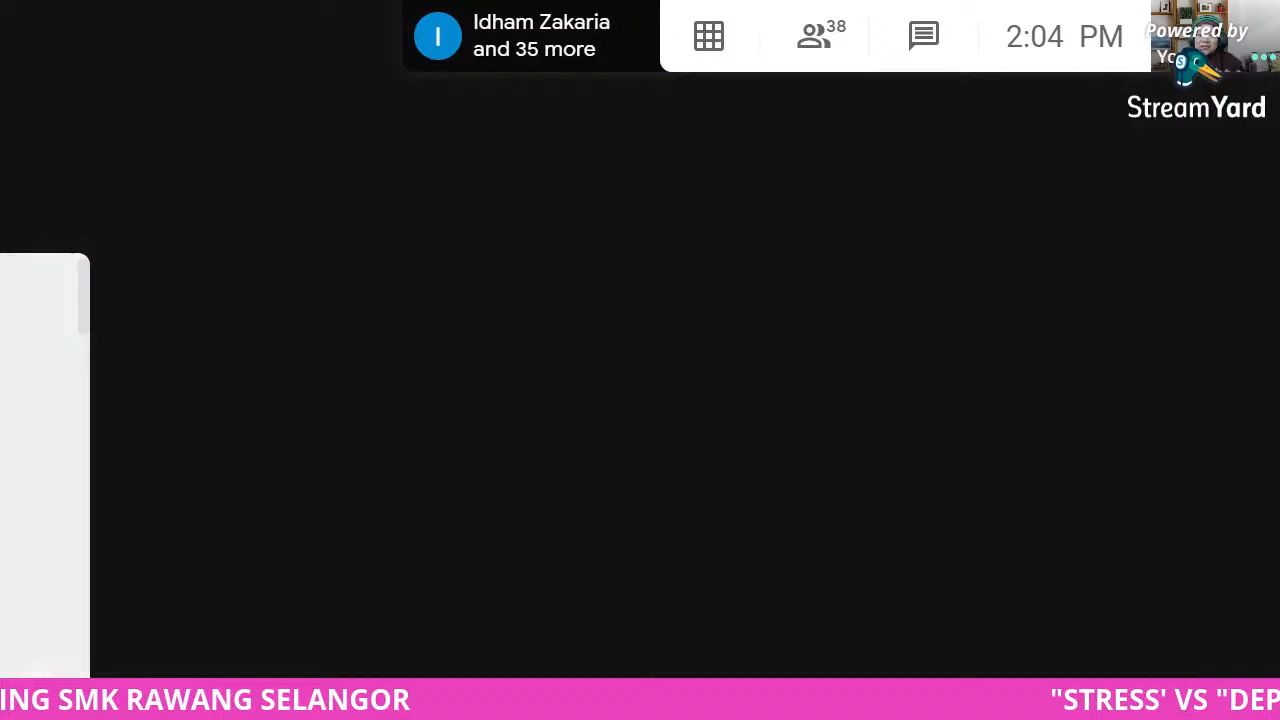 Idham Zakaria
and 35 more
I
38
2:04 PM
Powered by
StreamYard
ING SMK RAWANG SELANGOR
"STRESS' VS "DEP